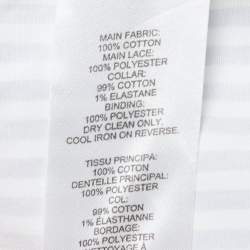 MAIN FABRIC:
100% COTTON
MAIN LACE:
100% POLYESTER
COLLAR:
99% COTTON
1% ELASTANE
BINDING:
100% POLYESTER
DRY CLEAN ONLY.
COOL IRON ON REVERSE.
TISSU PRINCIPA:
100% COTON
DENTELLE PRINCIPAL:
100% POLYESTER
COL:
99% COTON
1% ÉLASTHANNE
BORDAGE:
100% POLYESTER
NETTOYAGE À